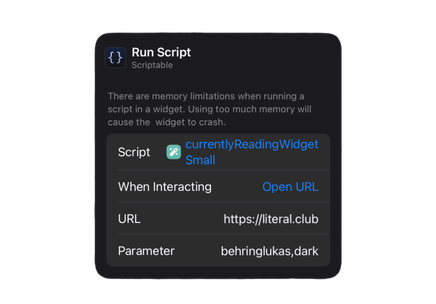 {}
Run Script
Scriptable
There are memory limitations when running a
script in a widget. Using too much memory will
cause the widget to crash.
Script currentlyReadingWidget
Small
When Interacting Open URL
URL https://literal.club
Parameter behringlukas,dark